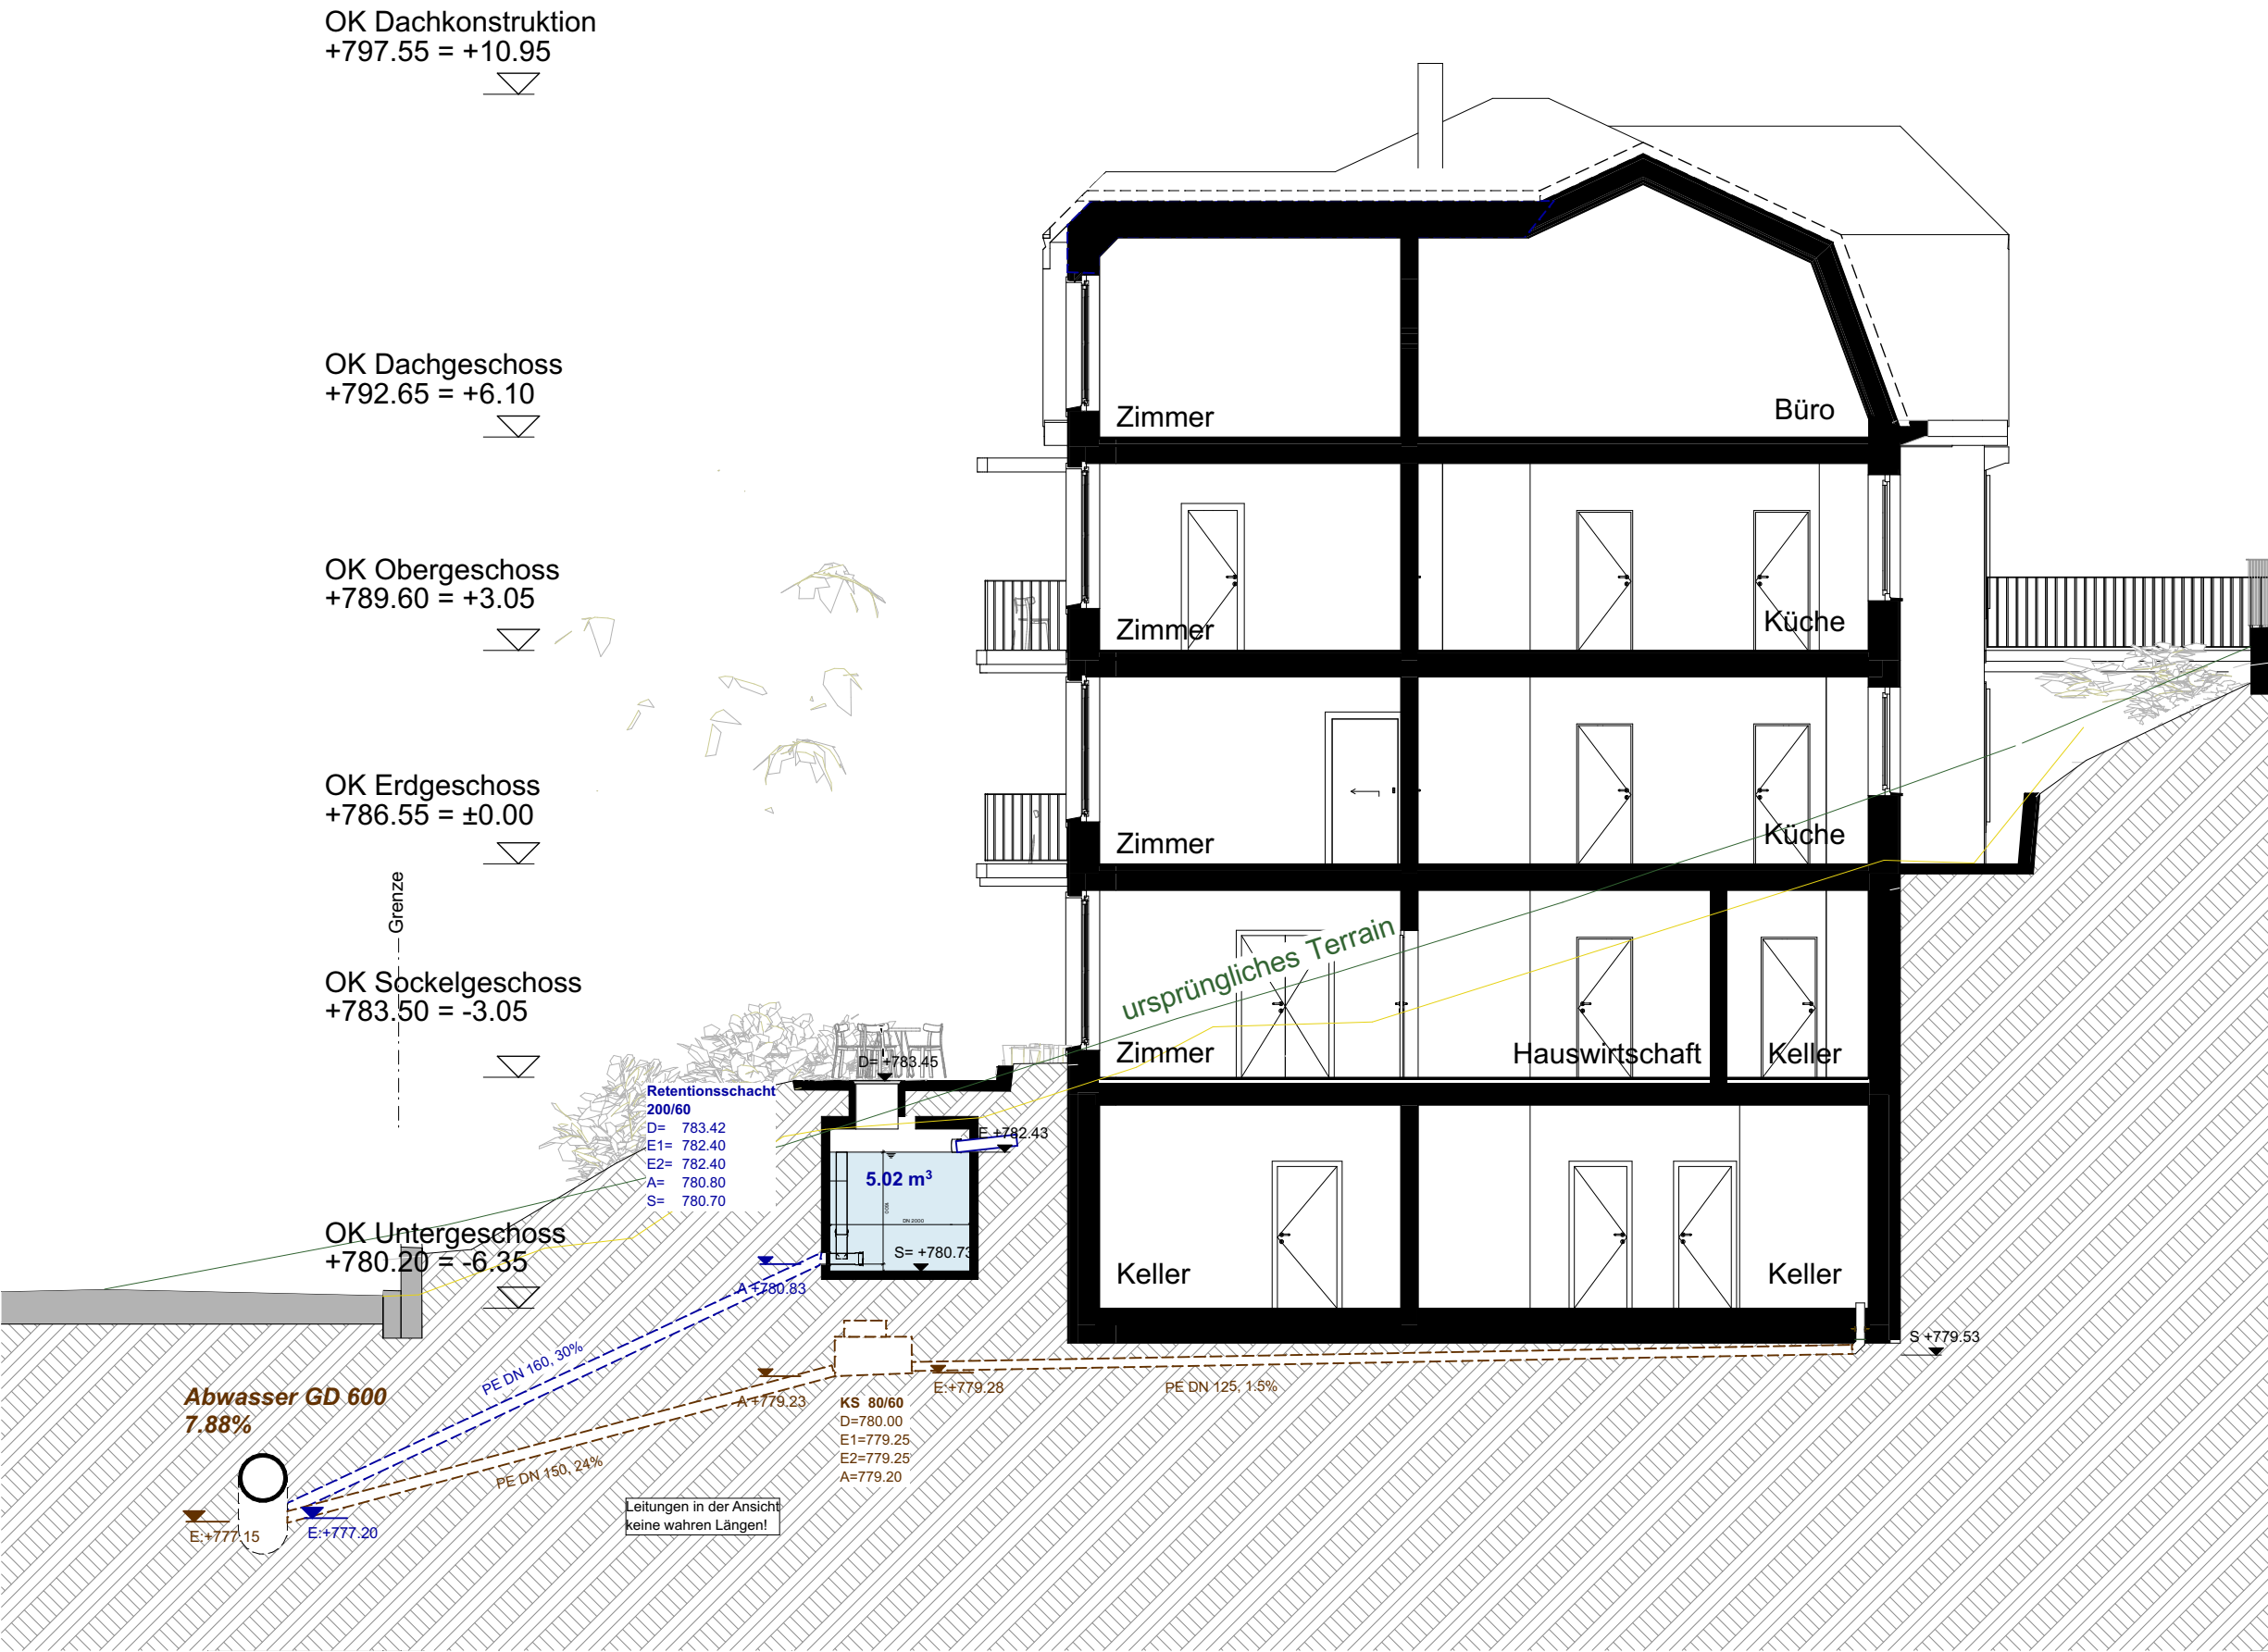 OK Dachkonstruktion
+797.55 = +10.95
OK Dachgeschoss
+792.65 = +6.10
Zimmer
Büro
OK Obergeschoss
+789.60 = +3.05
Zimmer
Küche
OK Erdgeschoss
+786.55 = ±0.00
Zimmer
Küche
Grenze
ursprüngliches Terrain
OK Sockelgeschoss
+783.50 = -3.05
Zimmer
Hauswirtschaft
Keller
D= +783.45
Retentionsschacht
200/60
D= 783.42
E1= 782.40
E2= 782.40
A= 780.80
S= 780.70
E +782.43
5.02 m³
DN 2000
S= +780.73
OK Untergeschoss
+780.20 = -6.35
A +780.83
Keller
Keller
S +779.53
PE DN 160, 30%
A +779.23
E:+779.28
PE DN 125, 1.5%
KS 80/60
D=780.00
E1=779.25
E2=779.25
A=779.20
Abwasser GD 600
7.88%
PE DN 150, 24%
Leitungen in der Ansicht
keine wahren Längen!
E:+777.15
E:+777.20